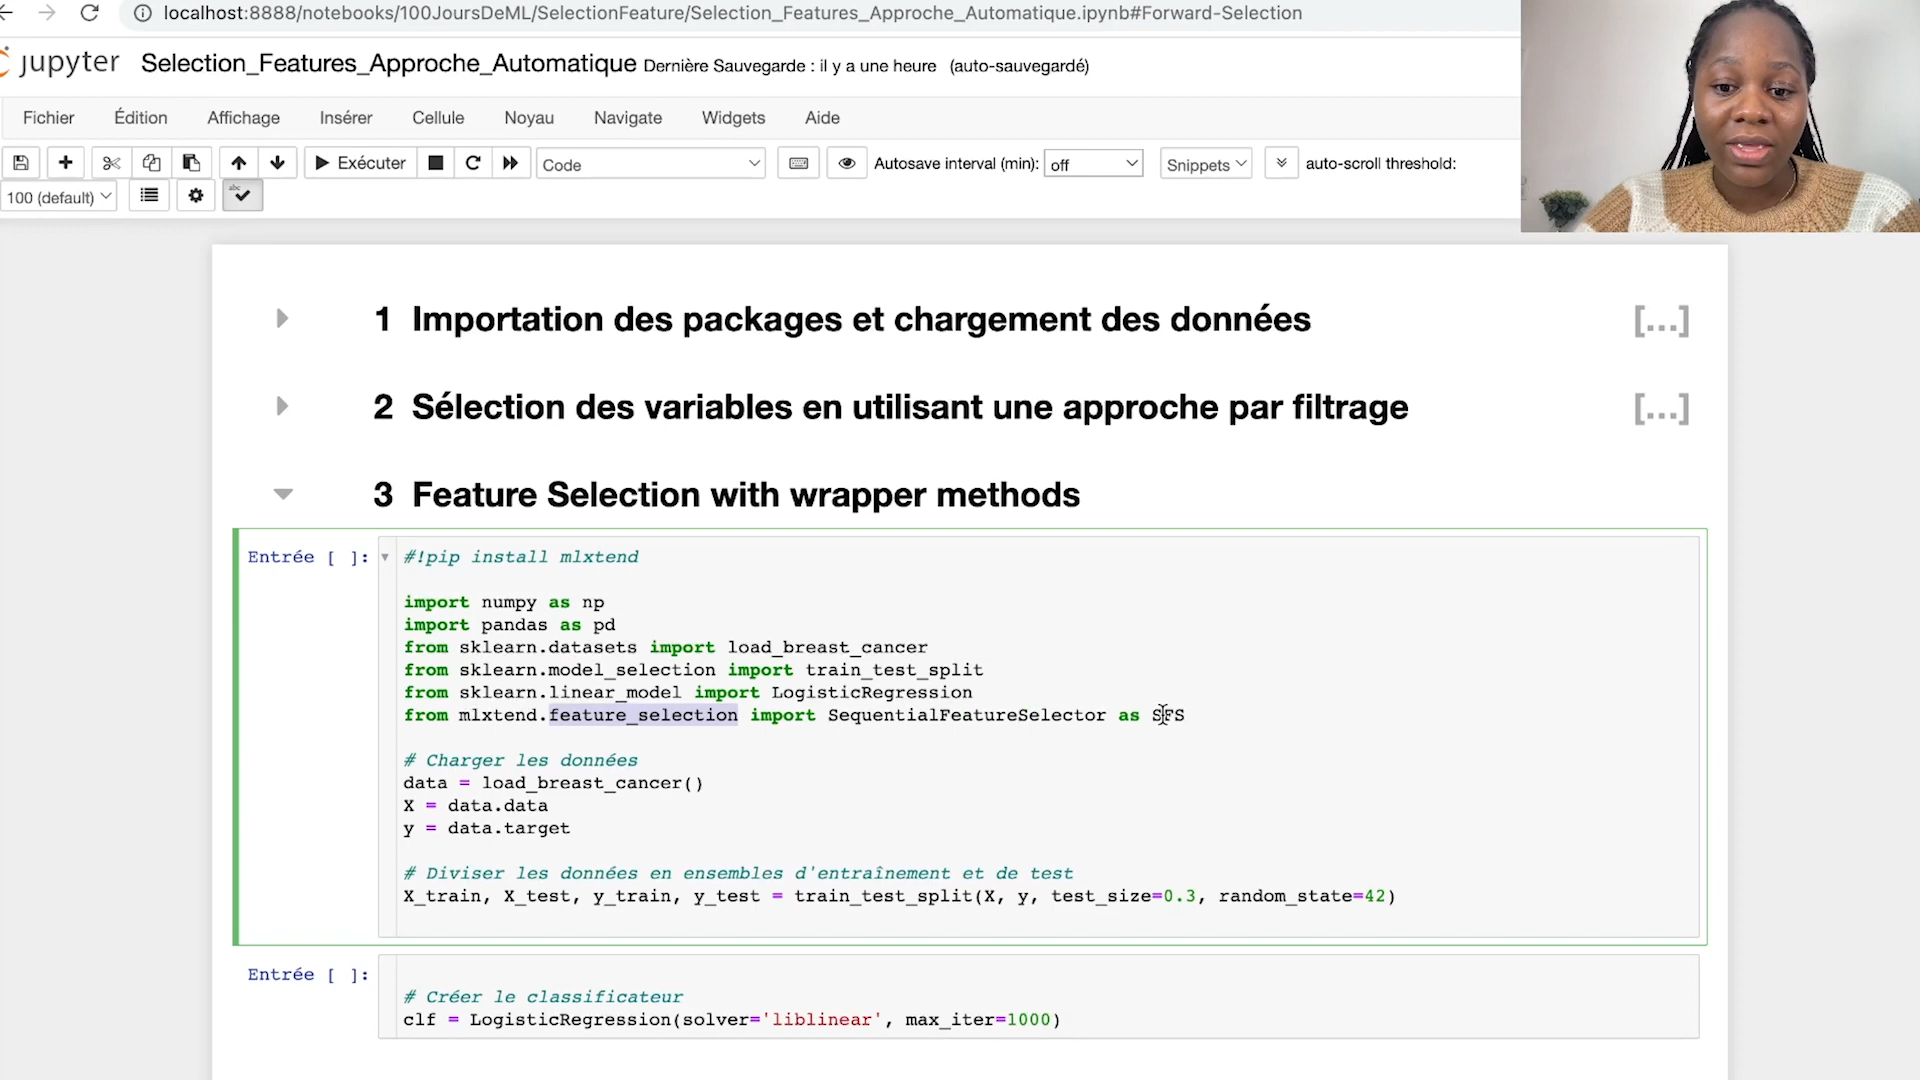 localhost:8888/notebooks/100JoursDeML/SelectionFeature/Selection_Features_Approche_Automatique.ipynb#Forward-Selection
jupyter Selection_Features_Approche_Automatique Dernière Sauvegarde : il y a une heure (auto-sauvegardé)
Fichier Édition Affichage Insérer Cellule Noyau Navigate Widgets Aide
Exécuter Code Autosave interval (min): off Snippets auto-scroll threshold:
100 (default) abc
1 Importation des packages et chargement des données [...]
2 Sélection des variables en utilisant une approche par filtrage [...]
3 Feature Selection with wrapper methods
Entrée [ ]: #!pip install mlxtend
import numpy as np
import pandas as pd
from sklearn.datasets import load_breast_cancer
from sklearn.model_selection import train_test_split
from sklearn.linear_model import LogisticRegression
from mlxtend.feature_selection import SequentialFeatureSelector as SFS
# Charger les données
data = load_breast_cancer()
X = data.data
y = data.target
# Diviser les données en ensembles d'entraînement et de test
X_train, X_test, y_train, y_test = train_test_split(X, y, test_size=0.3, random_state=42)
Entrée [ ]:
# Créer le classificateur
clf = LogisticRegression(solver='liblinear', max_iter=1000)